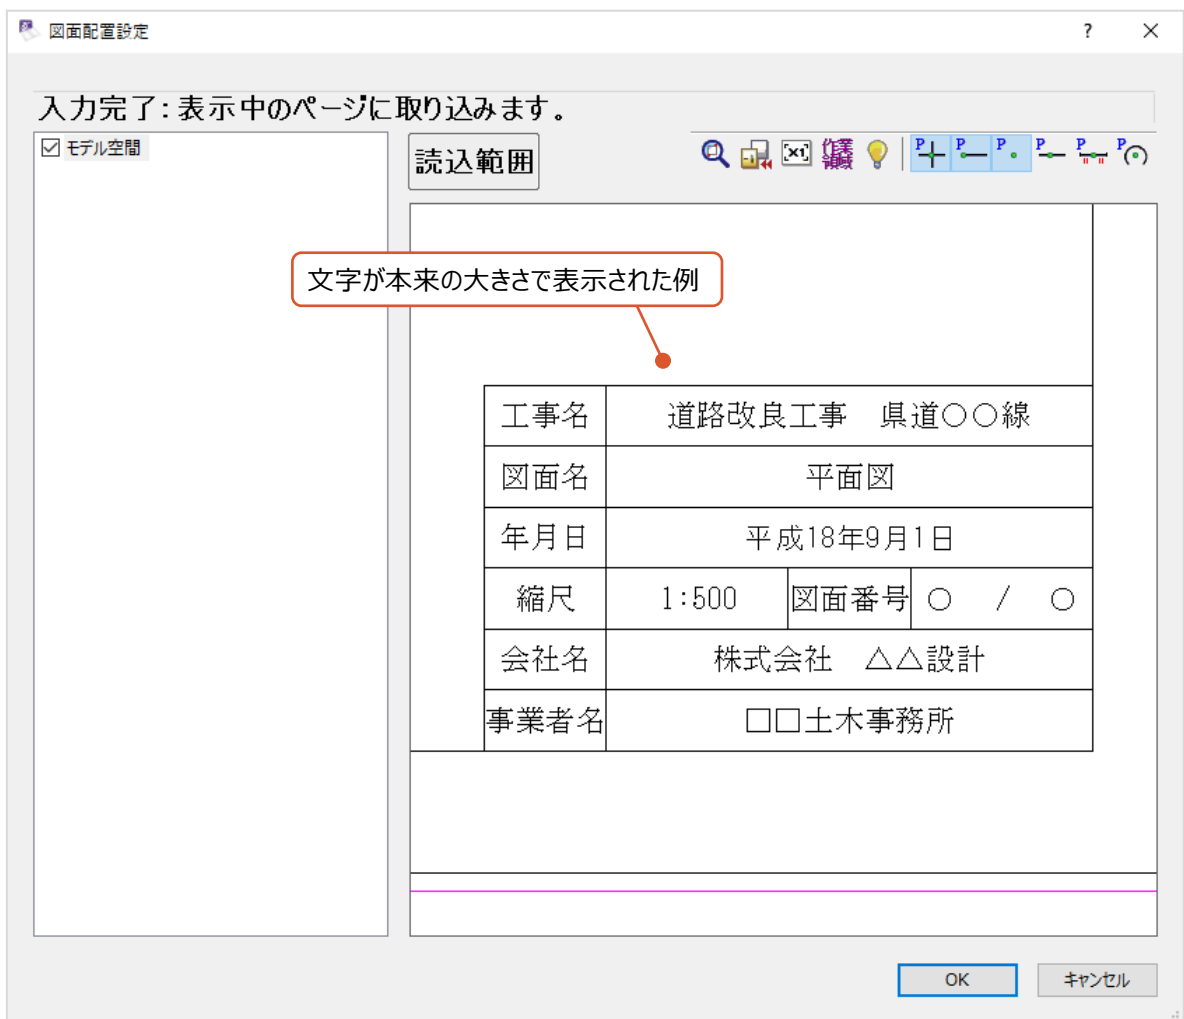 図面配置設定
入力完了:表示中のページに取り込みます。
モデル空間
読込範囲
×1
作業領域
P P P P P P
文字が本来の大きさで表示された例
工事名 道路改良工事　県道○○線
図面名 平面図
年月日 平成18年9月1日
縮尺 1:500 図面番号 ○ / ○
会社名 株式会社　△△設計
事業者名 □□土木事務所
OK キャンセル